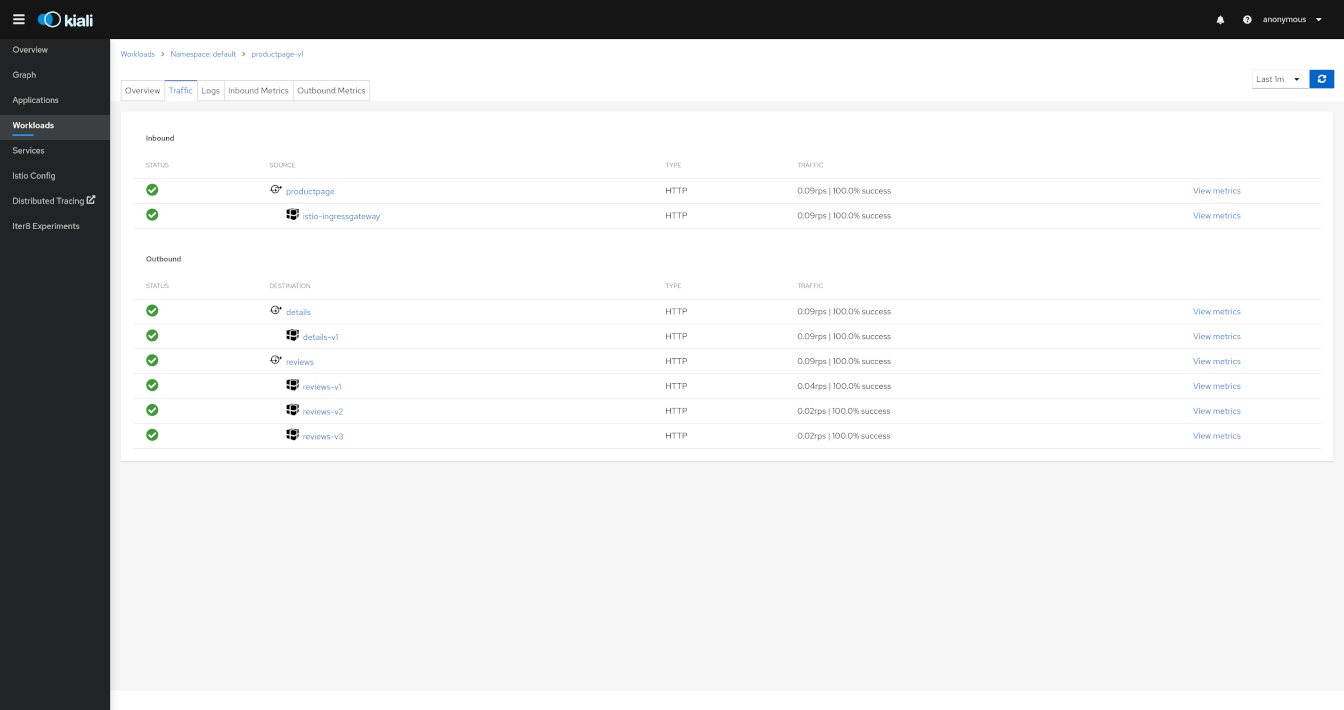 kiali
anonymous
Overview
Graph
Applications
Workloads
Services
Istio Config
Distributed Tracing
Iter8 Experiments
Workloads > Namespace: default > productpage-v1
Overview Traffic Logs Inbound Metrics Outbound Metrics
Last 1m
Inbound
STATUS SOURCE TYPE TRAFFIC
productpage HTTP 0.09rps | 100.0% success View metrics
istio-ingressgateway HTTP 0.09rps | 100.0% success View metrics
Outbound
STATUS DESTINATION TYPE TRAFFIC
details HTTP 0.09rps | 100.0% success View metrics
details-v1 HTTP 0.09rps | 100.0% success View metrics
reviews HTTP 0.09rps | 100.0% success View metrics
reviews-v1 HTTP 0.04rps | 100.0% success View metrics
reviews-v2 HTTP 0.02rps | 100.0% success View metrics
reviews-v3 HTTP 0.02rps | 100.0% success View metrics